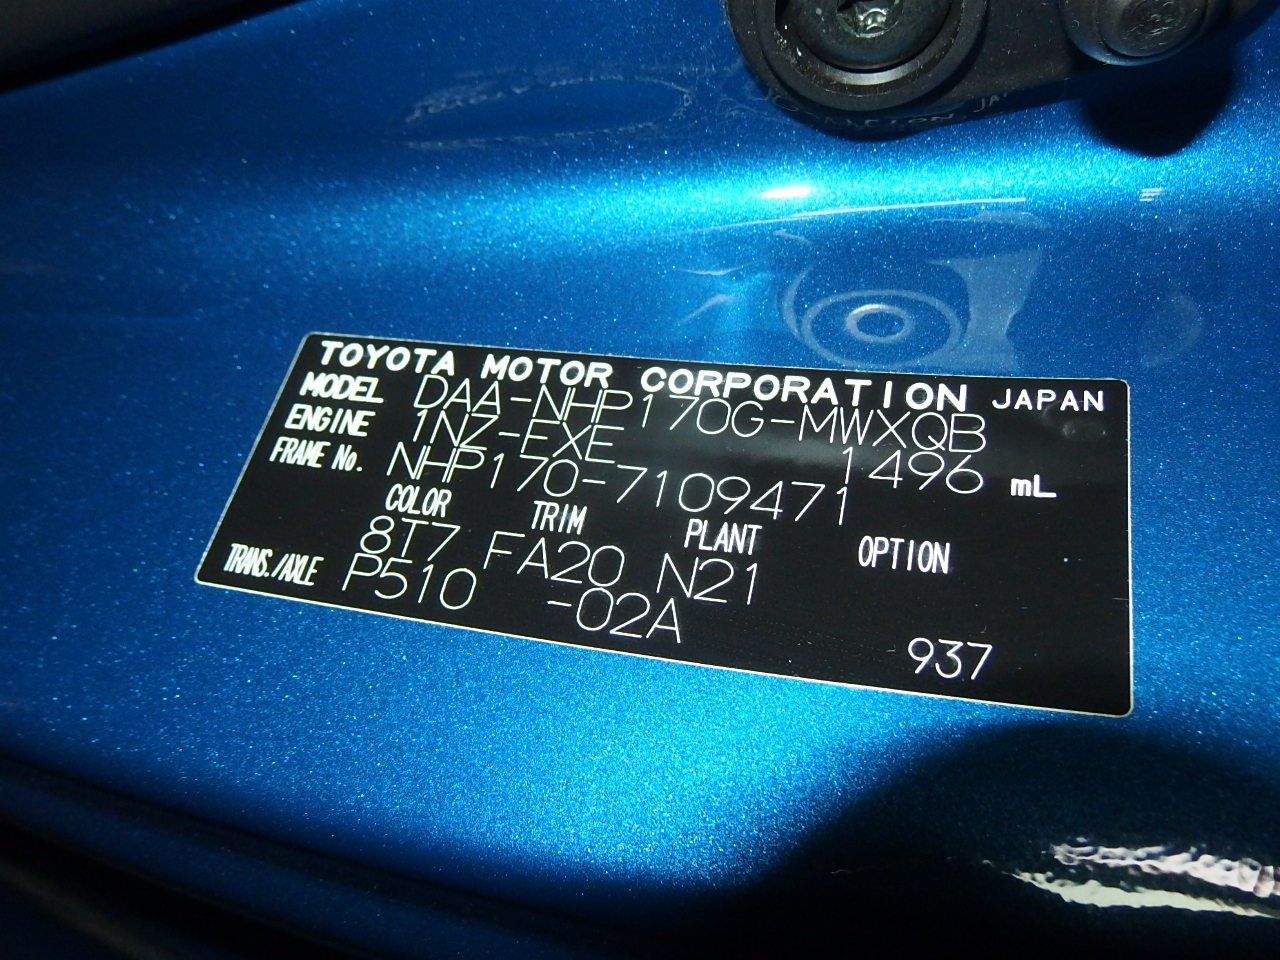 TOYOTA MOTOR CORPORATION JAPAN
MODEL DAA-NHP170G-MWXQB
ENGINE 1NZ-EXE 1496 mL
FRAME No. NHP170-7109471
COLOR TRIM PLANT OPTION
8T7 FA20 N21
TRANS./AXLE P510 -02A
937